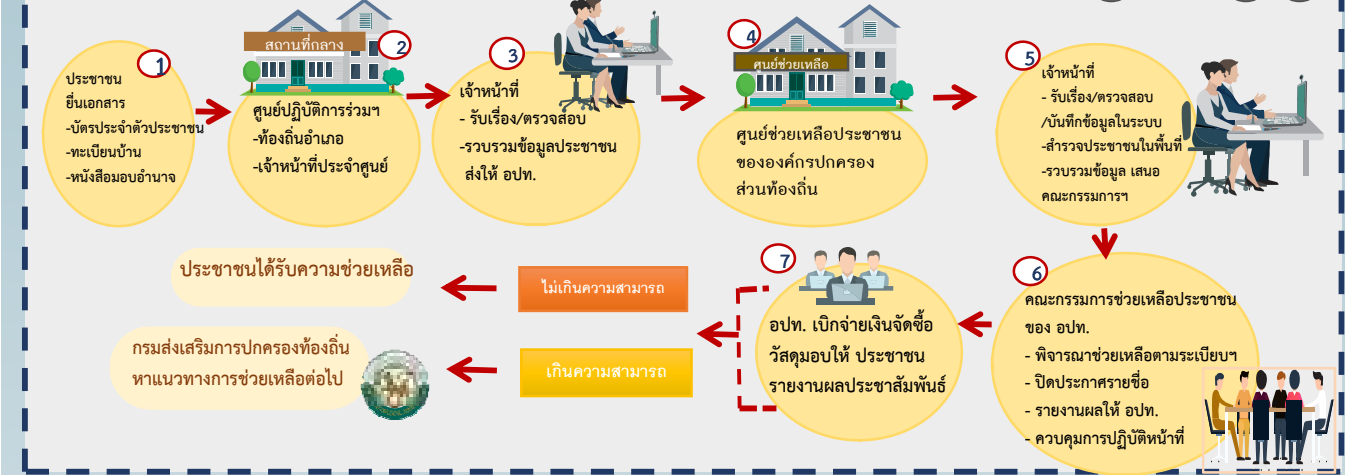 1
ประชาชน
ยื่นเอกสาร
-บัตรประจำตัวประชาชน
-ทะเบียนบ้าน
-หนังสือมอบอำนาจ
สถานที่กลาง
2
ศูนย์ปฏิบัติการร่วมฯ
-ท้องถิ่นอำเภอ
-เจ้าหน้าที่ประจำศูนย์
3
เจ้าหน้าที่
- รับเรื่อง/ตรวจสอบ
-รวบรวมข้อมูลประชาชน
ส่งให้ อปท.
4
ศูนย์ช่วยเหลือ
ศูนย์ช่วยเหลือประชาชน
ขององค์กรปกครอง
ส่วนท้องถิ่น
5
เจ้าหน้าที่
- รับเรื่อง/ตรวจสอบ
/บันทึกข้อมูลในระบบ
-สำรวจประชาชนในพื้นที่
-รวบรวมข้อมูล เสนอ
คณะกรรมการฯ
6
คณะกรรมการช่วยเหลือประชาชน
ของ อปท.
- พิจารณาช่วยเหลือตามระเบียบฯ
- ปิดประกาศรายชื่อ
- รายงานผลให้ อปท.
- ควบคุมการปฏิบัติหน้าที่
7
อปท. เบิกจ่ายเงินจัดซื้อ
วัสดุมอบให้ ประชาชน
รายงานผลประชาสัมพันธ์
ไม่เกินความสามารถ
ประชาชนได้รับความช่วยเหลือ
เกินความสามารถ
กรมส่งเสริมการปกครองท้องถิ่น
หาแนวทางการช่วยเหลือต่อไป